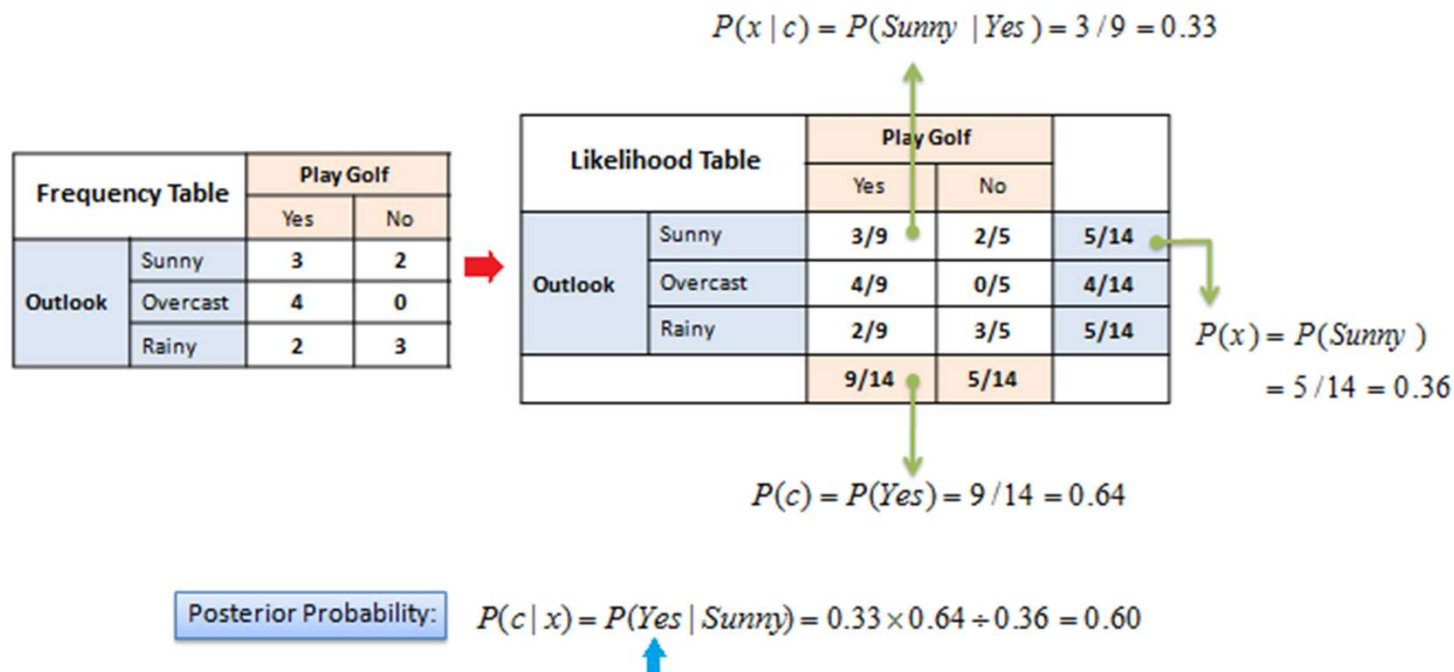 P(x | c) = P(Sunny | Yes) = 3 / 9 = 0.33
Frequency Table Play Golf
Yes No
Outlook Sunny 3 2
Overcast 4 0
Rainy 2 3
Likelihood Table Play Golf
Yes No
Outlook Sunny 3/9 2/5 5/14
Overcast 4/9 0/5 4/14
Rainy 2/9 3/5 5/14
9/14 5/14
P(x) = P(Sunny )
= 5 / 14 = 0.36
P(c) = P(Yes) = 9 / 14 = 0.64
Posterior Probability: P(c | x) = P(Yes | Sunny) = 0.33 × 0.64 ÷ 0.36 = 0.60